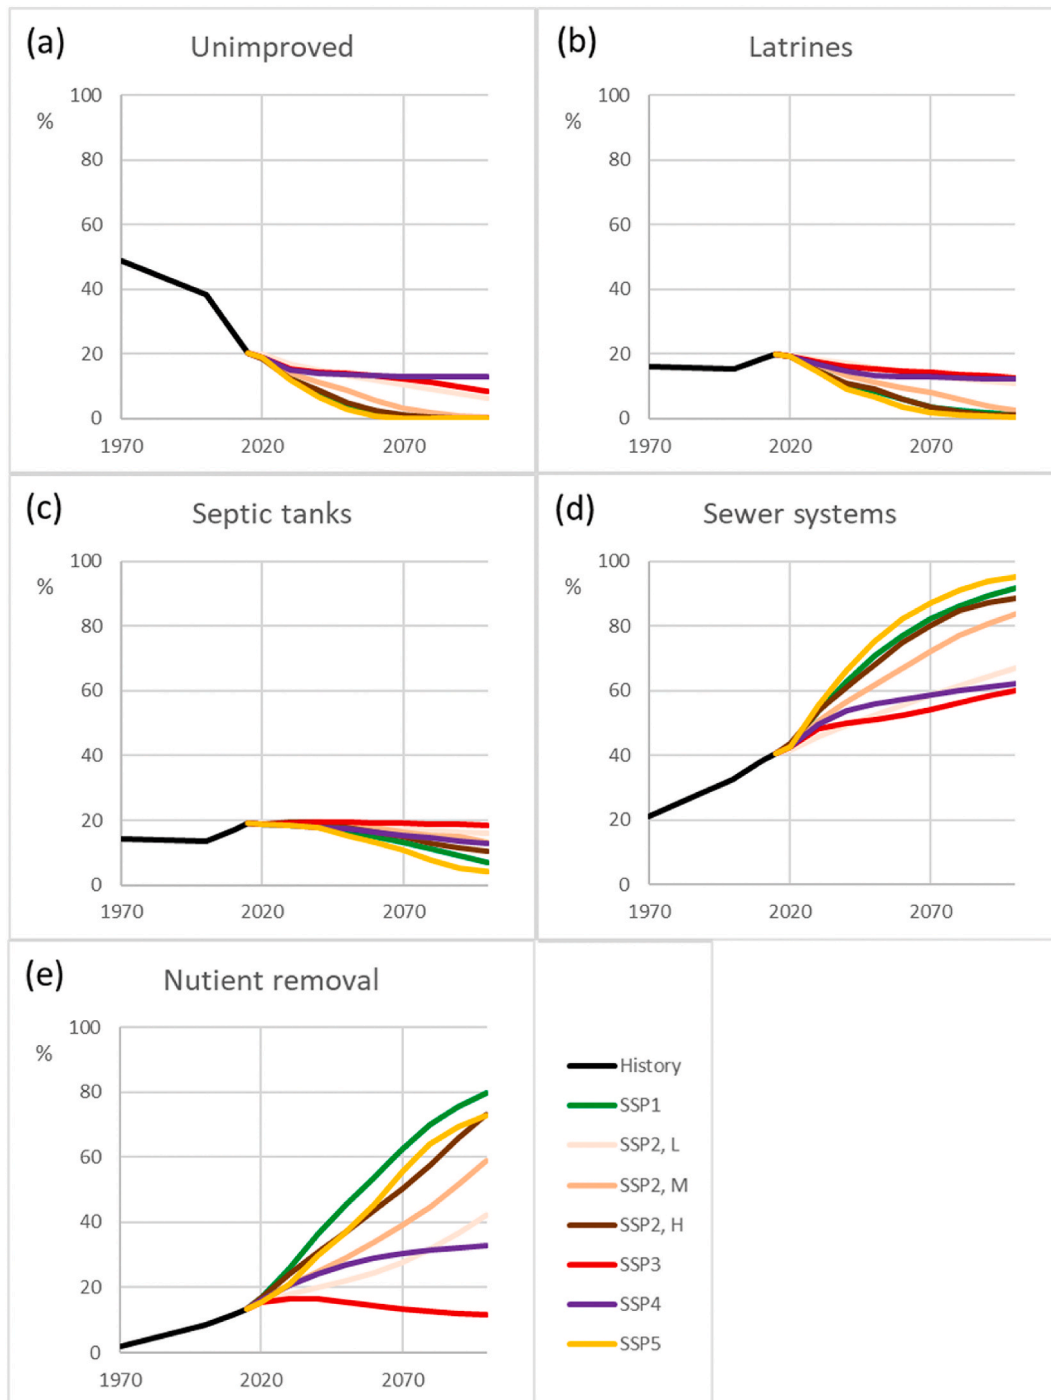 (a) Unimproved
100
%
80
60
40
20
0
1970 2020 2070
(b) Latrines
100
%
80
60
40
20
0
1970 2020 2070
(c) Septic tanks
100
%
80
60
40
20
0
1970 2020 2070
(d) Sewer systems
100
%
80
60
40
20
0
1970 2020 2070
(e) Nutient removal
100
%
80
60
40
20
0
1970 2020 2070
History
SSP1
SSP2, L
SSP2, M
SSP2, H
SSP3
SSP4
SSP5